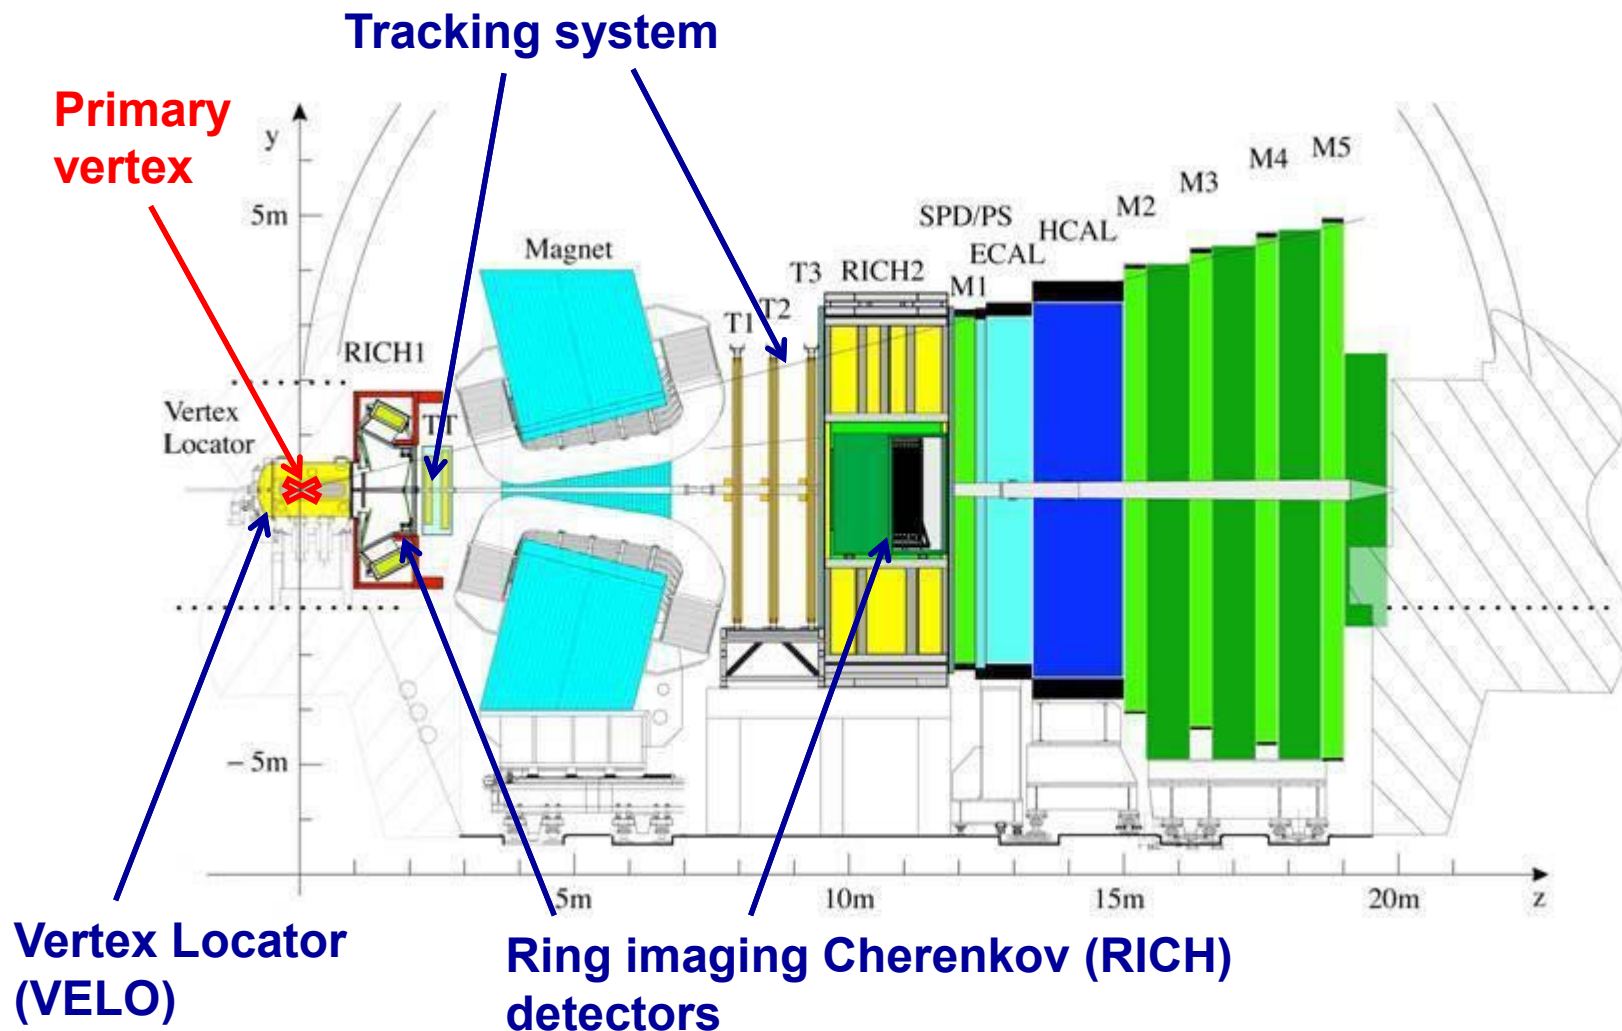 Tracking system
Primary
vertex
y
5m
Magnet
RICH1
Vertex
Locator
TT
T1
T2
T3
RICH2
SPD/PS
M1
ECAL
HCAL
M2
M3
M4
M5
−5m
5m
10m
15m
20m
z
Vertex Locator
(VELO)
Ring imaging Cherenkov (RICH)
detectors